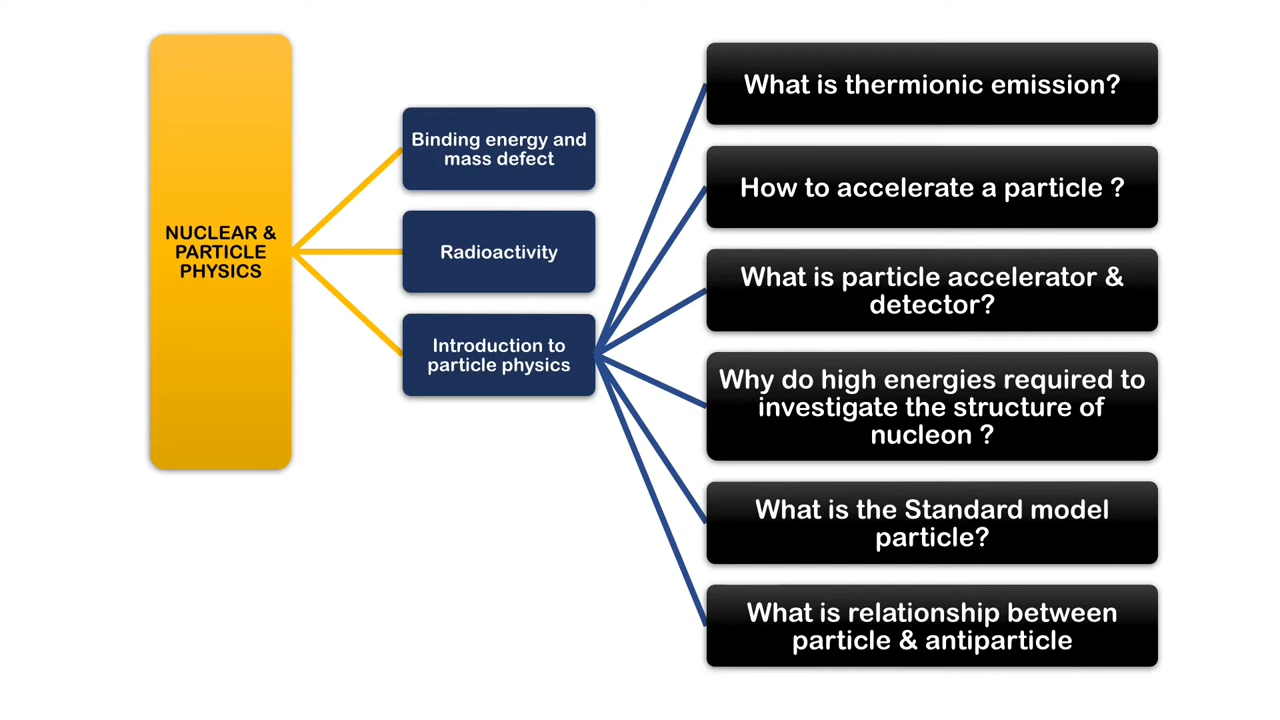 NUCLEAR &
PARTICLE
PHYSICS
Binding energy and
mass defect
Radioactivity
Introduction to
particle physics
What is thermionic emission?
How to accelerate a particle ?
What is particle accelerator &
detector?
Why do high energies required to
investigate the structure of
nucleon ?
What is the Standard model
particle?
What is relationship between
particle & antiparticle